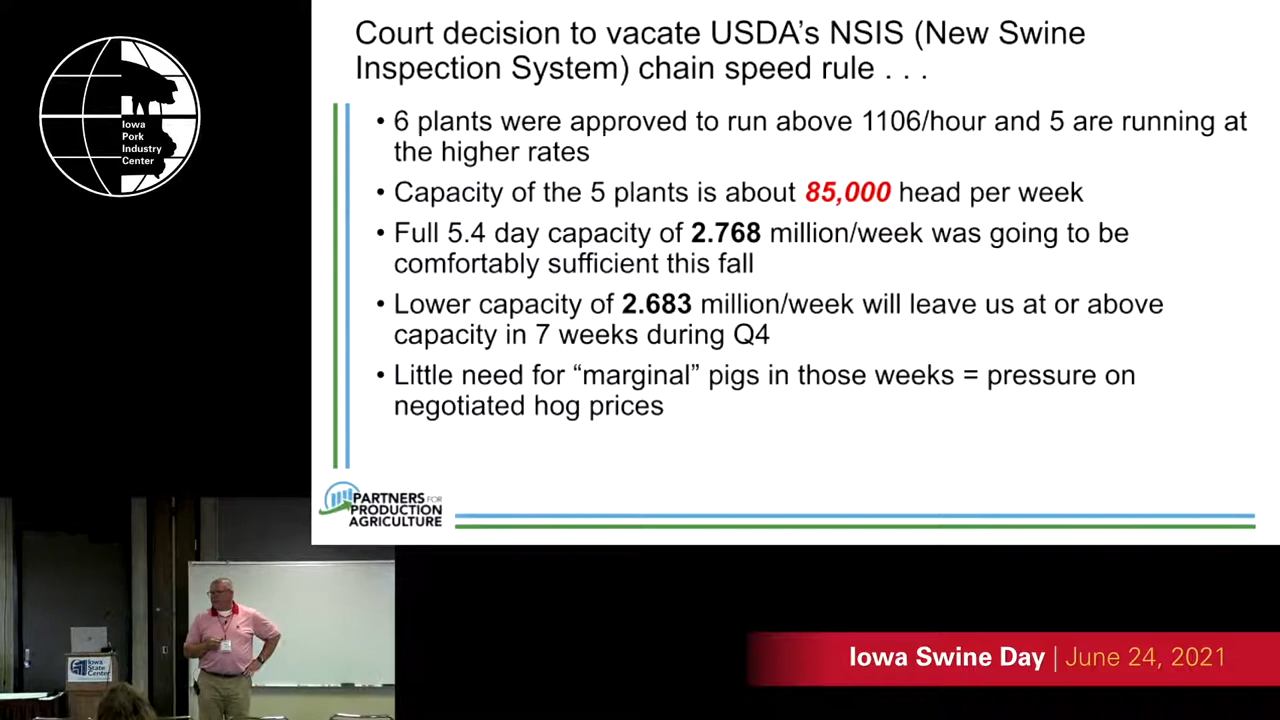 Court decision to vacate USDA's NSIS (New Swine
Inspection System) chain speed rule . . .
• 6 plants were approved to run above 1106/hour and 5 are running at
the higher rates
• Capacity of the 5 plants is about 85,000 head per week
• Full 5.4 day capacity of 2.768 million/week was going to be
comfortably sufficient this fall
• Lower capacity of 2.683 million/week will leave us at or above
capacity in 7 weeks during Q4
• Little need for “marginal” pigs in those weeks = pressure on
negotiated hog prices
Iowa
Pork
Industry
Center
PARTNERS FOR
PRODUCTION
AGRICULTURE
Iowa
State
Center
Iowa Swine Day | June 24, 2021